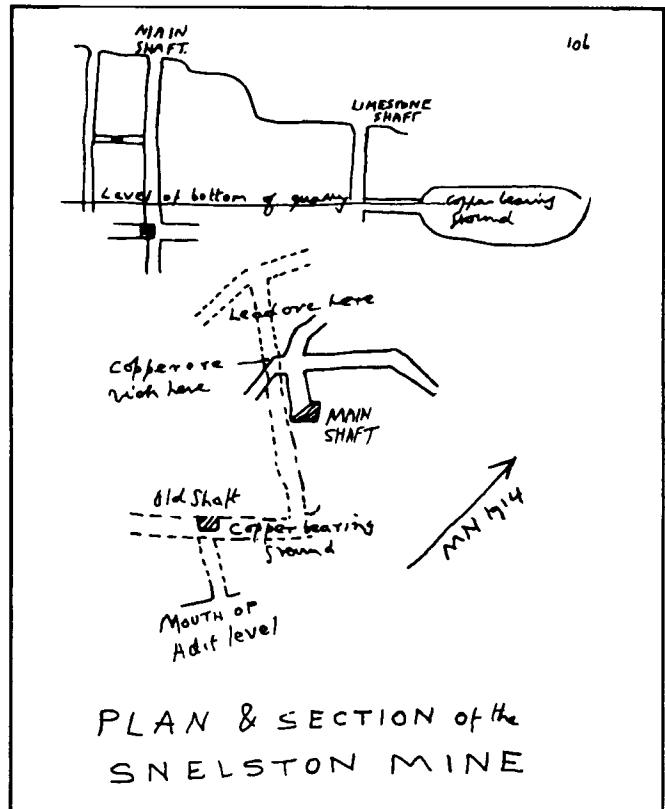 106
MAIN
SHAFT.
LIMESTONE
SHAFT
Level of bottom of quarry
Copper bearing
ground
Lead ore here
Copper ore
rich here
MAIN
SHAFT
Old Shaft
Copper bearing
ground
MN 1914
MOUTH OF
Adit level
PLAN & SECTION of the
SNELSTON MINE